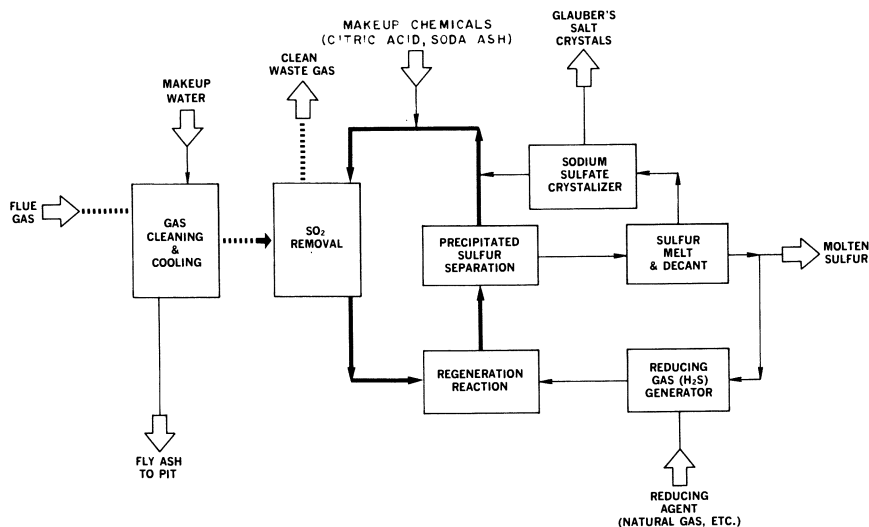 GLAUBER'S
SALT
CRYSTALS
MAKEUP CHEMICALS
(CITRIC ACID, SODA ASH)
CLEAN
WASTE GAS
MAKEUP
WATER
SODIUM
SULFATE
CRYSTALIZER
FLUE
GAS
GAS
CLEANING
&
COOLING
SO₂
REMOVAL
PRECIPITATED
SULFUR
SEPARATION
SULFUR
MELT
& DECANT
MOLTEN
SULFUR
REGENERATION
REACTION
REDUCING
GAS (H₂S)
GENERATOR
FLY ASH
TO PIT
REDUCING
AGENT
(NATURAL GAS, ETC.)